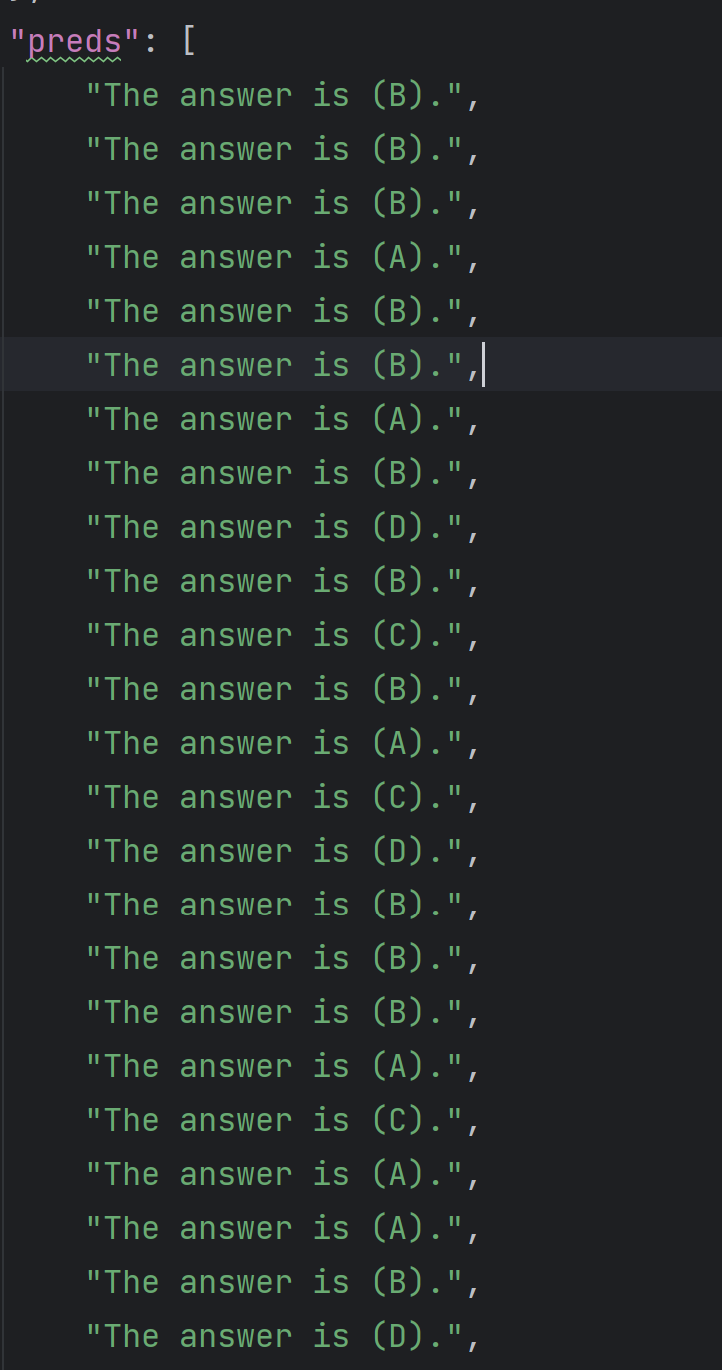 "preds": [
"The answer is (B).",
"The answer is (B).",
"The answer is (B).",
"The answer is (A).",
"The answer is (B).",
"The answer is (B).",
"The answer is (A).",
"The answer is (B).",
"The answer is (D).",
"The answer is (B).",
"The answer is (C).",
"The answer is (B).",
"The answer is (A).",
"The answer is (C).",
"The answer is (D).",
"The answer is (B).",
"The answer is (B).",
"The answer is (B).",
"The answer is (A).",
"The answer is (C).",
"The answer is (A).",
"The answer is (A).",
"The answer is (B).",
"The answer is (D).",